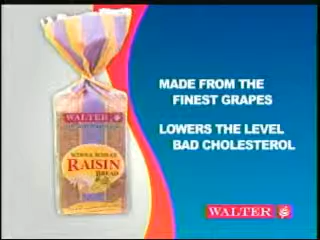 WALTER
RAISIN
BREAD
MADE FROM THE
FINEST GRAPES
LOWERS THE LEVEL
BAD CHOLESTEROL
WALTER